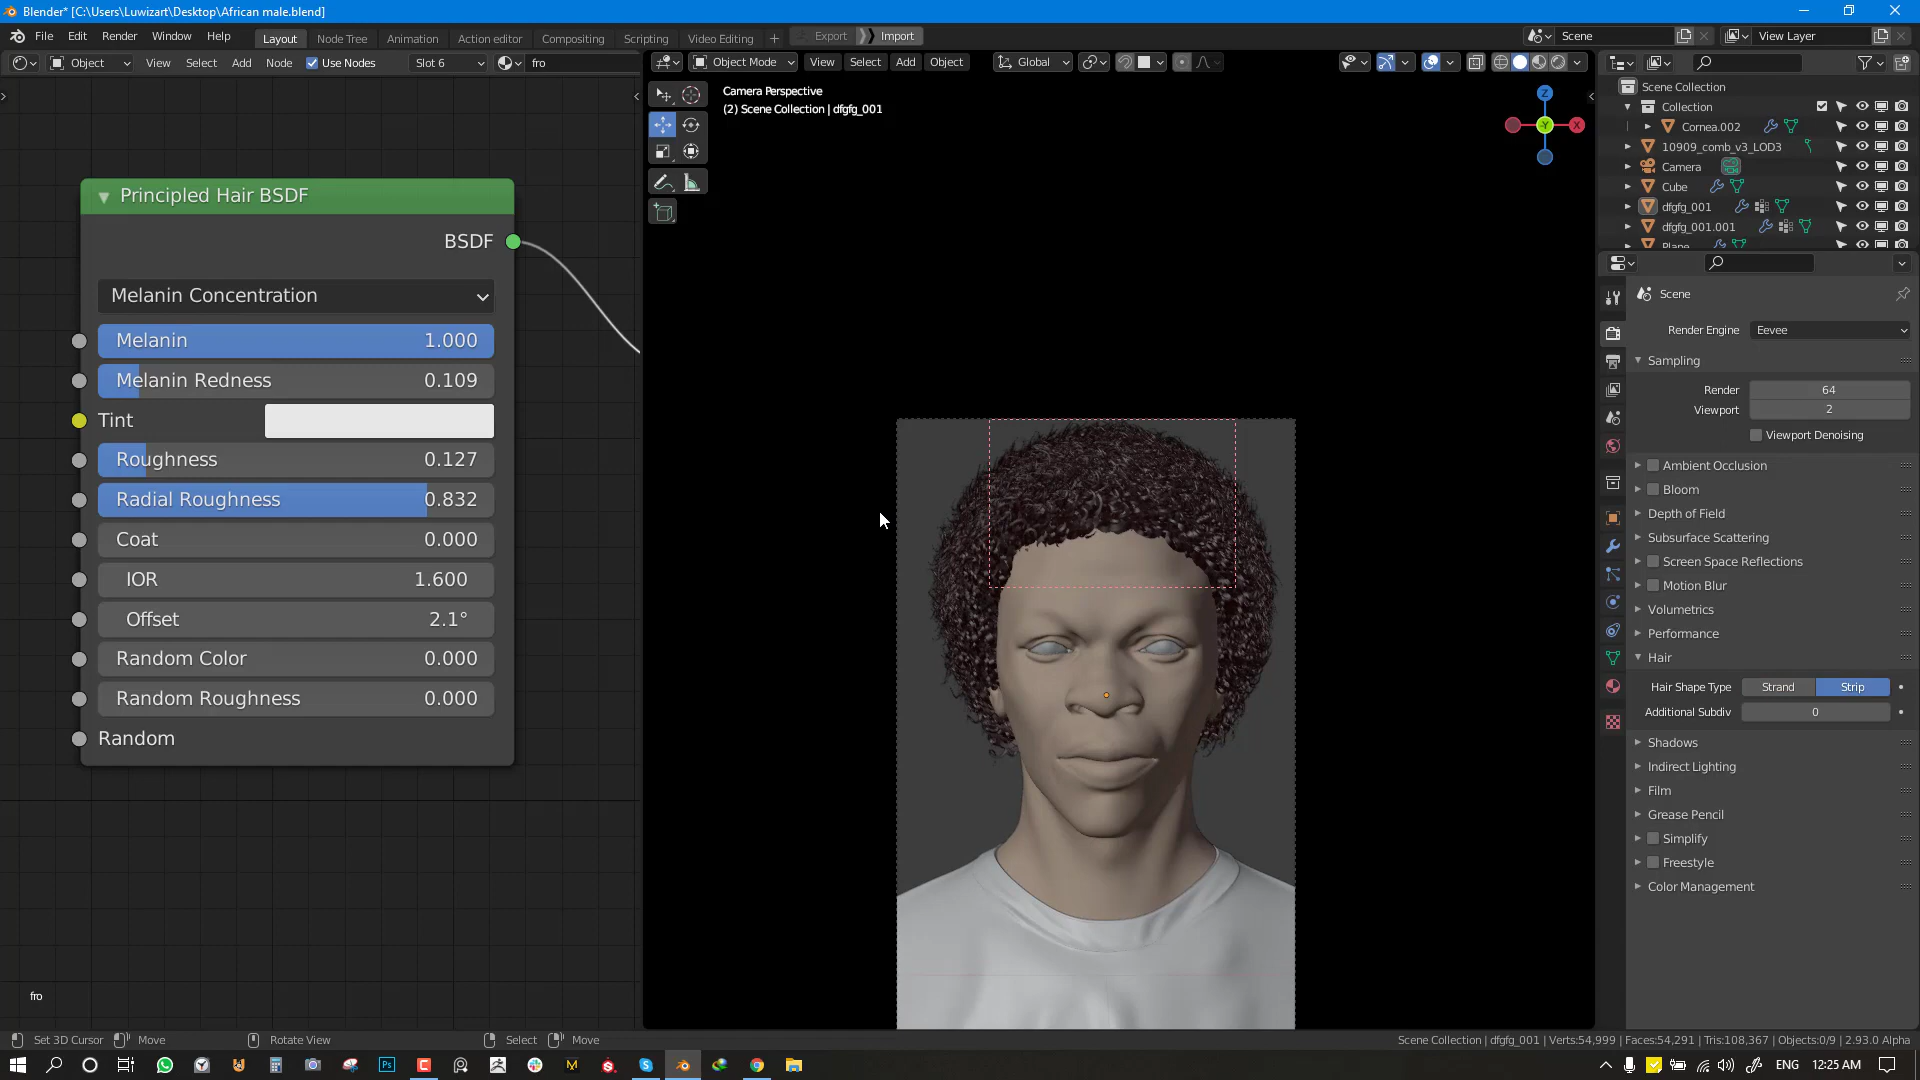 Blender* [C:\Users\Luwizart\Desktop\African male.blend]
File Edit Render Window Help
Layout Node Tree Animation Action editor Compositing Scripting Video Editing + Export Import
Scene View Layer
Object View Select Add Node Use Nodes Slot 6 fro
Object Mode View Select Add Object Global
Camera Perspective
(2) Scene Collection | dfgfg_001
Z
X
Y
Principled Hair BSDF
BSDF
Melanin Concentration
Melanin 1.000
Melanin Redness 0.109
Tint
Roughness 0.127
Radial Roughness 0.832
Coat 0.000
IOR 1.600
Offset 2.1°
Random Color 0.000
Random Roughness 0.000
Random
fro
Scene Collection
Collection
Cornea.002
10909_comb_v3_LOD3
Camera
Cube
dfgfg_001
dfgfg_001.001
Plane
Scene
Render Engine Eevee
Sampling
Render 64
Viewport 2
Viewport Denoising
Ambient Occlusion
Bloom
Depth of Field
Subsurface Scattering
Screen Space Reflections
Motion Blur
Volumetrics
Performance
Hair
Hair Shape Type Strand Strip
Additional Subdiv 0
Shadows
Indirect Lighting
Film
Grease Pencil
Simplify
Freestyle
Color Management
Set 3D Cursor Move Rotate View Select Move
Scene Collection | dfgfg_001 | Verts:54,999 | Faces:54,291 | Tris:108,367 | Objects:0/9 | 2.93.0 Alpha
ENG 12:25 AM